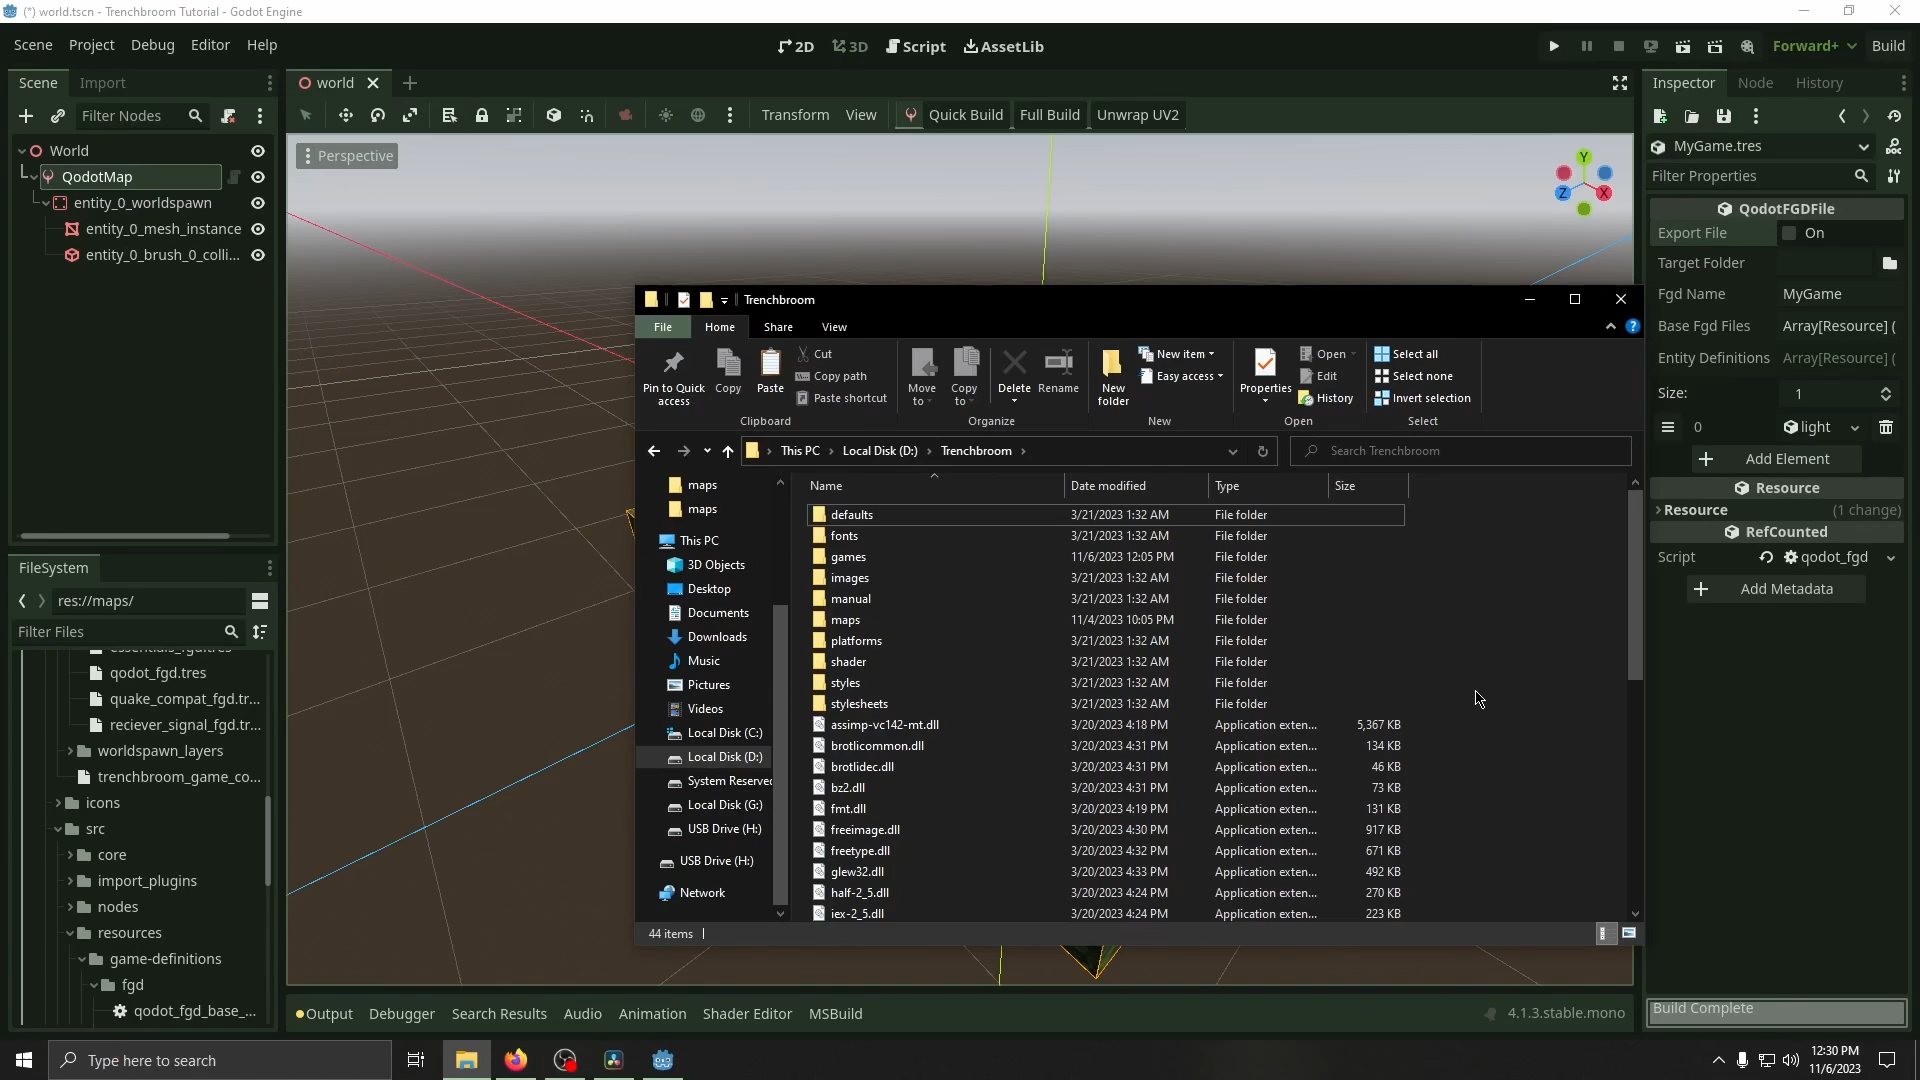 (*) world.tscn - Trenchbroom Tutorial - Godot Engine
Scene Project Debug Editor Help
2D 3D Script AssetLib
Forward+ Build
Scene Import
world
Inspector Node History
Filter Nodes
Transform View Quick Build Full Build Unwrap UV2
World
QodotMap
entity_0_worldspawn
entity_0_mesh_instance
entity_0_brush_0_colli...
Perspective
Y
Z X
MyGame.tres
Filter Properties
QodotFGDFile
Export File On
Target Folder
Fgd Name MyGame
Base Fgd Files Array[Resource] (
Entity Definitions Array[Resource] (
Size: 1
0 light
Add Element
Resource
Resource (1 change)
RefCounted
Script qodot_fgd
Add Metadata
Build Complete
FileSystem
res://maps/
Filter Files
qodot_fgd.tres
quake_compat_fgd.tr...
reciever_signal_fgd.tr...
worldspawn_layers
trenchbroom_game_co...
icons
src
core
import_plugins
nodes
resources
game-definitions
fgd
qodot_fgd_base_...
Trenchbroom
File Home Share View
Pin to Quick access
Copy
Paste
Cut
Copy path
Paste shortcut
Clipboard
Move to
Copy to
Delete
Rename
Organize
New folder
New item
Easy access
New
Properties
Open
Edit
History
Open
Select all
Select none
Invert selection
Select
This PC Local Disk (D:) Trenchbroom
Search Trenchbroom
maps
maps
This PC
3D Objects
Desktop
Documents
Downloads
Music
Pictures
Videos
Local Disk (C:)
Local Disk (D:)
System Reserved
Local Disk (G:)
USB Drive (H:)
USB Drive (H:)
Network
Name Date modified Type Size
defaults 3/21/2023 1:32 AM File folder
fonts 3/21/2023 1:32 AM File folder
games 11/6/2023 12:05 PM File folder
images 3/21/2023 1:32 AM File folder
manual 3/21/2023 1:32 AM File folder
maps 11/4/2023 10:05 PM File folder
platforms 3/21/2023 1:32 AM File folder
shader 3/21/2023 1:32 AM File folder
styles 3/21/2023 1:32 AM File folder
stylesheets 3/21/2023 1:32 AM File folder
assimp-vc142-mt.dll 3/20/2023 4:18 PM Application exten... 5,367 KB
brotlicommon.dll 3/20/2023 4:31 PM Application exten... 134 KB
brotlidec.dll 3/20/2023 4:31 PM Application exten... 46 KB
bz2.dll 3/20/2023 4:31 PM Application exten... 73 KB
fmt.dll 3/20/2023 4:19 PM Application exten... 131 KB
freeimage.dll 3/20/2023 4:30 PM Application exten... 917 KB
freetype.dll 3/20/2023 4:32 PM Application exten... 671 KB
glew32.dll 3/20/2023 4:33 PM Application exten... 492 KB
half-2_5.dll 3/20/2023 4:24 PM Application exten... 270 KB
iex-2_5.dll 3/20/2023 4:24 PM Application exten... 223 KB
44 items
Output Debugger Search Results Audio Animation Shader Editor MSBuild
4.1.3.stable.mono
Type here to search
12:30 PM
11/6/2023